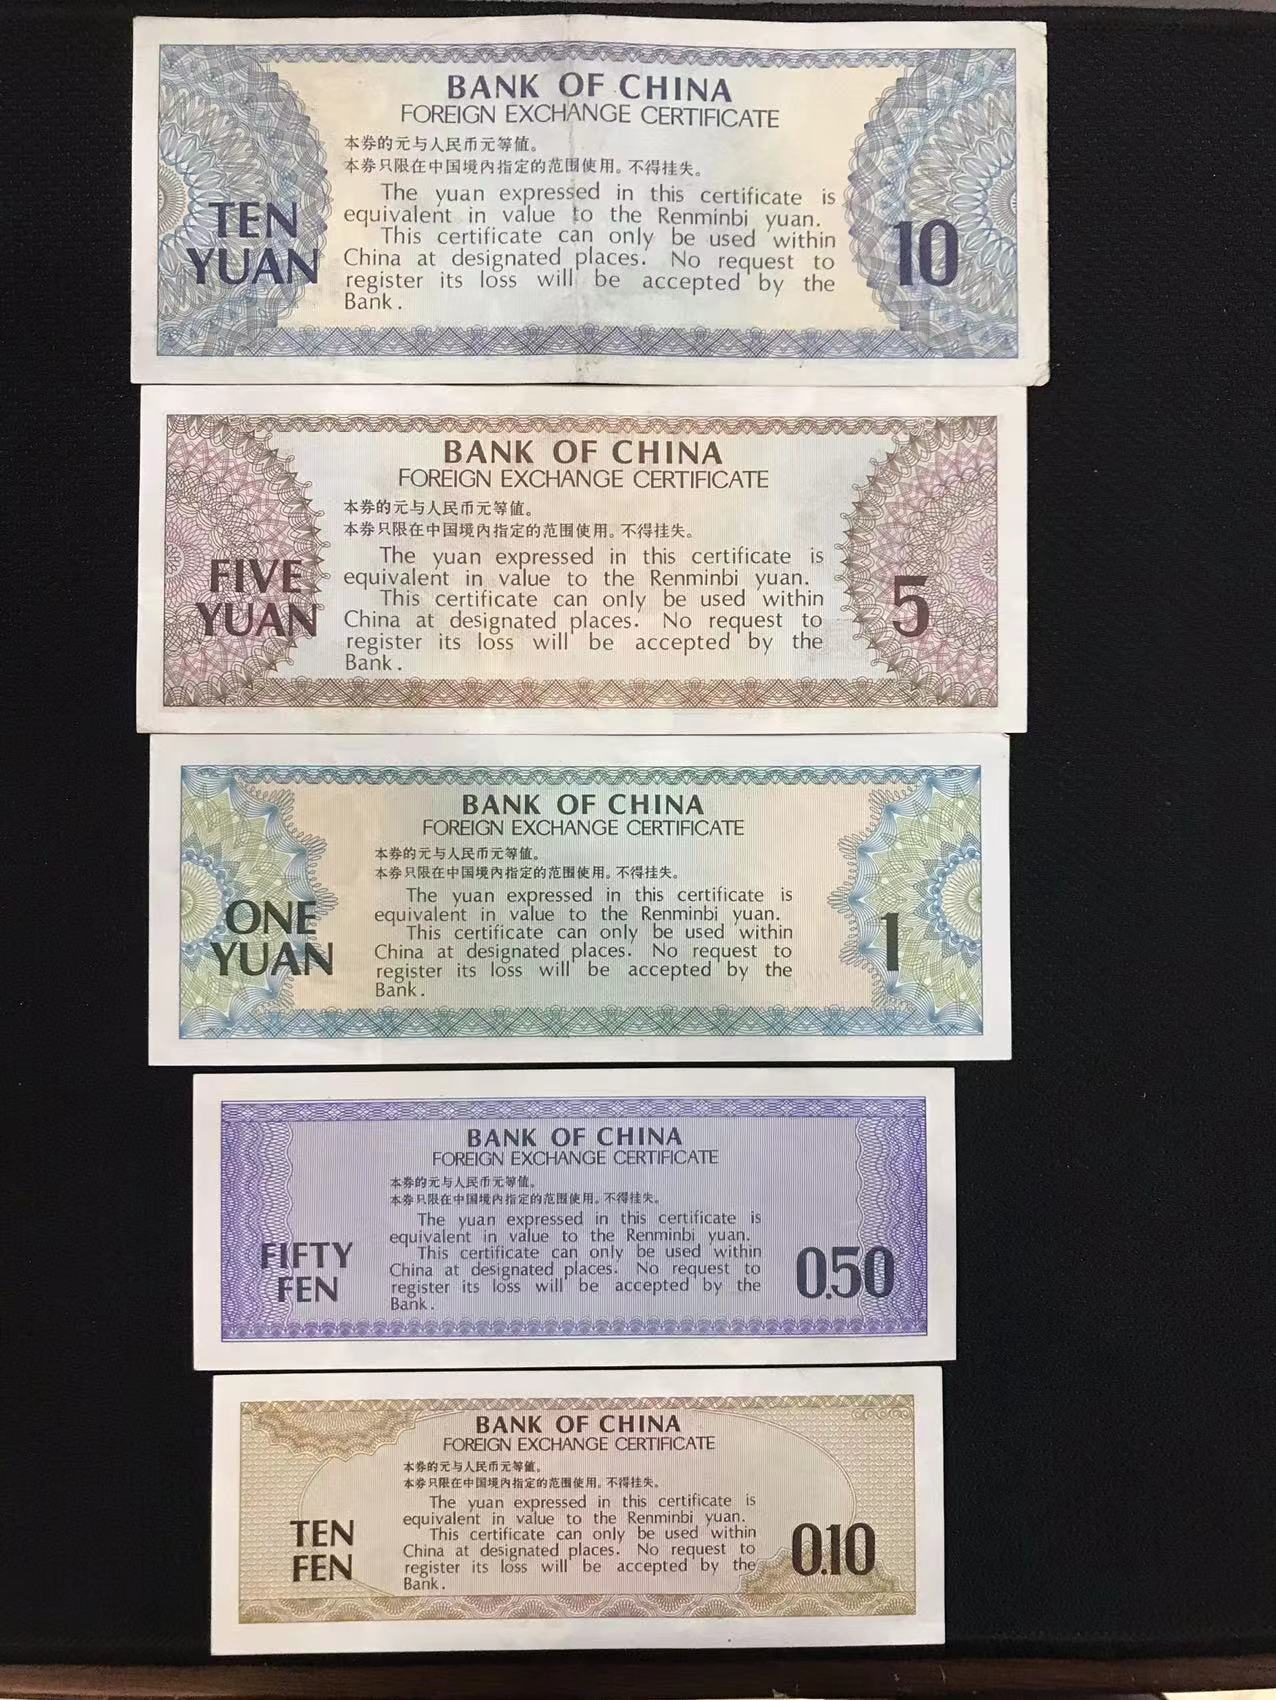 BANK OF CHINA
FOREIGN EXCHANGE CERTIFICATE
本券的元与人民币元等值。
本券只限在中国境内指定的范围使用。不得挂失。
The yuan expressed in this certificate is
equivalent in value to the Renminbi yuan.
This certificate can only be used within
China at designated places. No request to
register its loss will be accepted by the
Bank.
TEN
YUAN
10
BANK OF CHINA
FOREIGN EXCHANGE CERTIFICATE
本券的元与人民币元等值。
本券只限在中国境内指定的范围使用。不得挂失。
The yuan expressed in this certificate is
equivalent in value to the Renminbi yuan.
This certificate can only be used within
China at designated places. No request to
register its loss will be accepted by the
Bank.
FIVE
YUAN
5
BANK OF CHINA
FOREIGN EXCHANGE CERTIFICATE
本券的元与人民币元等值。
本券只限在中国境内指定的范围使用。不得挂失。
The yuan expressed in this certificate is
equivalent in value to the Renminbi yuan.
This certificate can only be used within
China at designated places. No request to
register its loss will be accepted by the
Bank.
ONE
YUAN
1
BANK OF CHINA
FOREIGN EXCHANGE CERTIFICATE
本券的元与人民币元等值。
本券只限在中国境内指定的范围使用。不得挂失。
The yuan expressed in this certificate is
equivalent in value to the Renminbi yuan.
This certificate can only be used within
China at designated places. No request to
register its loss will be accepted by the
Bank.
FIFTY
FEN
0.50
BANK OF CHINA
FOREIGN EXCHANGE CERTIFICATE
本券的元与人民币元等值。
本券只限在中国境内指定的范围使用。不得挂失。
The yuan expressed in this certificate is
equivalent in value to the Renminbi yuan.
This certificate can only be used within
China at designated places. No request to
register its loss will be accepted by the
Bank.
TEN
FEN
0.10